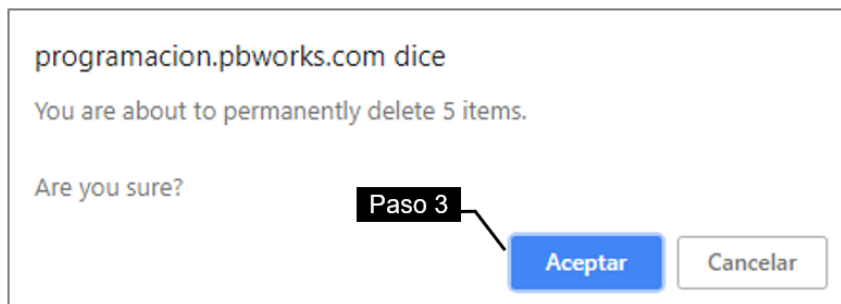 programacion.pbworks.com dice
You are about to permanently delete 5 items.
Are you sure?
Paso 3
Aceptar Cancelar